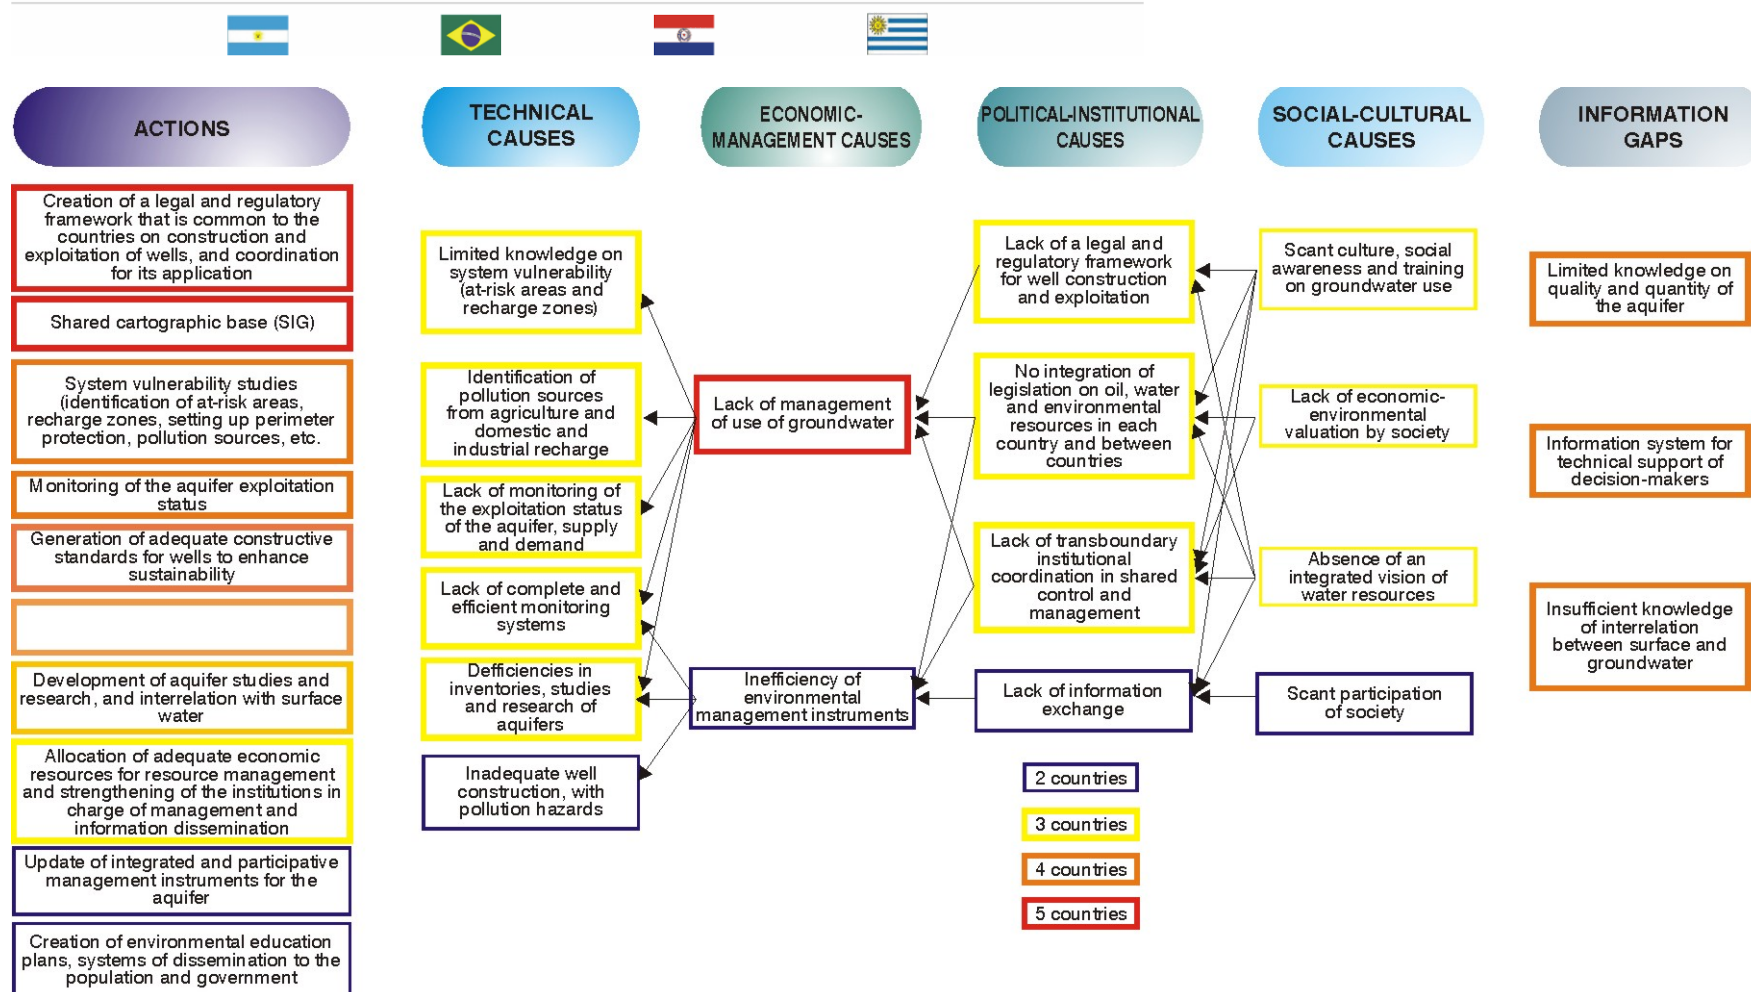 ACTIONS
TECHNICAL
CAUSES
ECONOMIC-
MANAGEMENT CAUSES
POLITICAL-INSTITUTIONAL
CAUSES
SOCIAL-CULTURAL
CAUSES
INFORMATION
GAPS
Creation of a legal and regulatory
framework that is common to the
countries on construction and
exploitation of wells, and coordination
for its application
Shared cartographic base (SIG)
System vulnerability studies
(identification of at-risk areas,
recharge zones, setting up perimeter
protection, pollution sources, etc.
Monitoring of the aquifer exploitation
status
Generation of adequate constructive
standards for wells to enhance
sustainability
Development of aquifer studies and
research, and interrelation with surface
water
Allocation of adequate economic
resources for resource management
and strengthening of the institutions in
charge of management and
information dissemination
Update of integrated and participative
management instruments for the
aquifer
Creation of environmental education
plans, systems of dissemination to the
population and government
Limited knowledge on
system vulnerability
(at-risk areas and
recharge zones)
Identification of
pollution sources
from agriculture and
domestic and
industrial recharge
Lack of monitoring of
the exploitation status
of the aquifer, supply
and demand
Lack of complete and
efficient monitoring
systems
Defficiencies in
inventories, studies
and research of
aquifers
Inadequate well
construction, with
pollution hazards
Lack of management
of use of groundwater
Inefficiency of
environmental
management instruments
Lack of a legal and
regulatory framework
for well construction
and exploitation
No integration of
legislation on oil, water
and environmental
resources in each
country and between
countries
Lack of transboundary
institutional
coordination in shared
control and
management
Lack of information
exchange
2 countries
3 countries
4 countries
5 countries
Scant culture, social
awareness and training
on groundwater use
Lack of economic-
environmental
valuation by society
Absence of an
integrated vision of
water resources
Scant participation
of society
Limited knowledge on
quality and quantity of
the aquifer
Information system for
technical support of
decision-makers
Insufficient knowledge
of interrelation
between surface and
groundwater